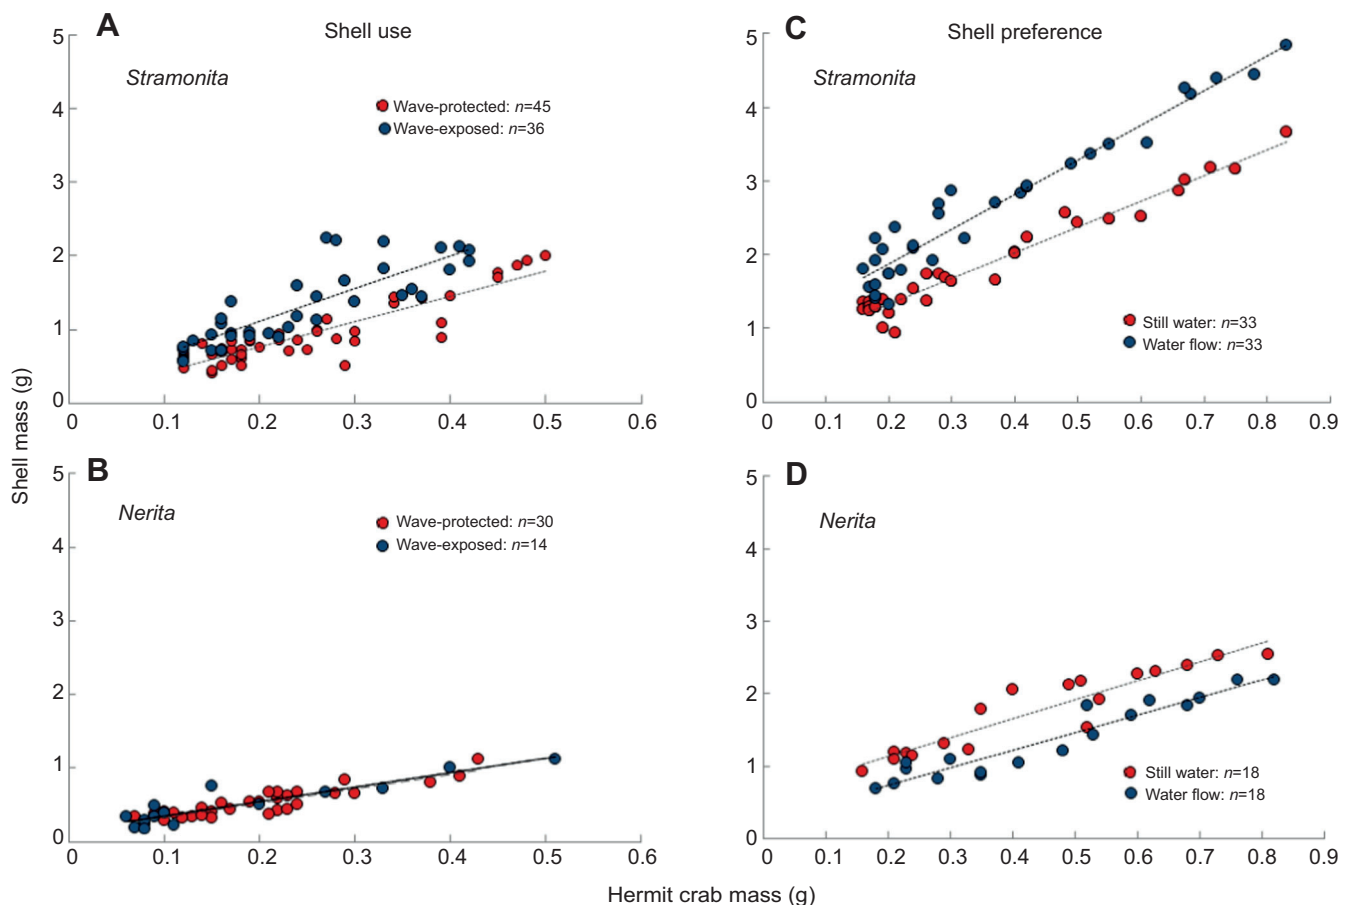 A
Shell use
Stramonita
Wave-protected: n=45
Wave-exposed: n=36
5
4
3
2
1
0
0
0.1
0.2
0.3
0.4
0.5
0.6
C
Shell preference
Stramonita
Still water: n=33
Water flow: n=33
5
4
3
2
1
0
0
0.1
0.2
0.3
0.4
0.5
0.6
0.7
0.8
0.9
Shell mass (g)
B
Nerita
Wave-protected: n=30
Wave-exposed: n=14
5
4
3
2
1
0
0
0.1
0.2
0.3
0.4
0.5
0.6
D
Nerita
Still water: n=18
Water flow: n=18
5
4
3
2
1
0
0
0.1
0.2
0.3
0.4
0.5
0.6
0.7
0.8
0.9
Hermit crab mass (g)